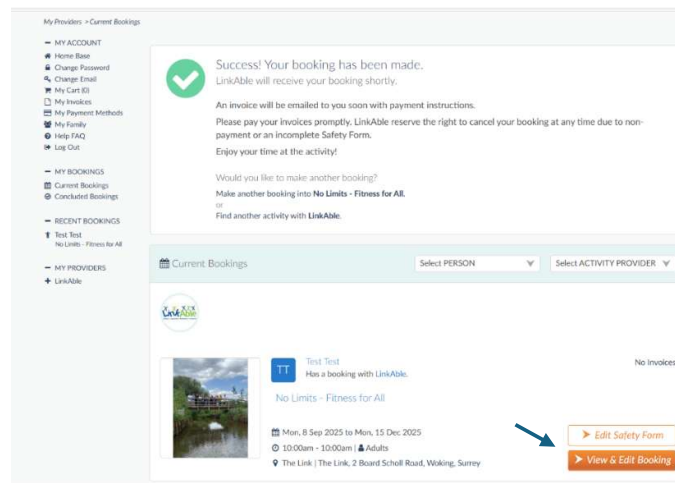 My Providers > Current Bookings
MY ACCOUNT
Home Base
Change Password
Change Email
My Cart (0)
My Invoices
My Payment Methods
My Family
Help FAQ
Log Out
MY BOOKINGS
Current Bookings
Concluded Bookings
RECENT BOOKINGS
Test Test
No Limits - Fitness for All
MY PROVIDERS
LinkAble
Success! Your booking has been made.
LinkAble will receive your booking shortly.
An invoice will be emailed to you soon with payment instructions.
Please pay your invoices promptly. LinkAble reserve the right to cancel your booking at any time due to non-
payment or an incomplete Safety Form.
Enjoy your time at the activity!
Would you like to make another booking?
Make another booking into No Limits - Fitness for All.
or
Find another activity with LinkAble.
Current Bookings
Select PERSON
Select ACTIVITY PROVIDER
LinkAble
TT
Test Test
Has a booking with LinkAble.
No Invoices
No Limits - Fitness for All
Mon, 8 Sep 2025 to Mon, 15 Dec 2025
10:00am - 10:00am | Adults
The Link | The Link, 2 Board Scholl Road, Woking, Surrey
Edit Safety Form
View & Edit Booking